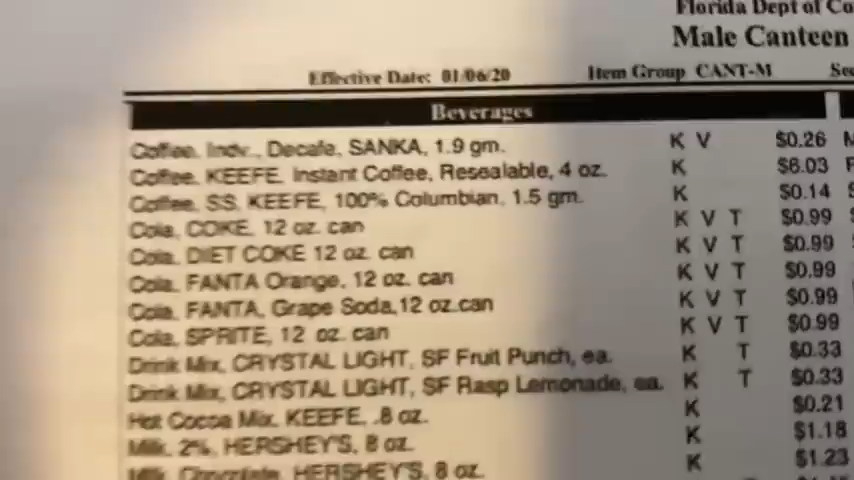 Florida Dept of Co
Male Canteen
Effective Date: 01/06/20 Item Group CANT-M Sec
Beverages
Coffee, Indv., Decafe, SANKA, 1.9 gm. K V $0.26 M
Coffee, KEEFE, Instant Coffee, Resealable, 4 oz. K $6.03
Coffee, SS, KEEFE, 100% Columbian, 1.5 gm. K $0.14
Cola, COKE, 12 oz. can K V T $0.99
Cola, DIET COKE 12 oz. can K V T $0.99
Cola, FANTA Orange, 12 oz. can K V T $0.99
Cola, FANTA, Grape Soda,12 oz.can K V T $0.99
Cola, SPRITE, 12 oz. can K V T $0.99
Drink Mix, CRYSTAL LIGHT, SF Fruit Punch, ea. K T $0.33
Drink Mix, CRYSTAL LIGHT, SF Rasp Lemonade, ea. K T $0.33
Hot Cocoa Mix, KEEFE, .8 oz. K $0.21
Milk, 2%, HERSHEY'S, 8 oz. K $1.18
Milk, Chocolate, HERSHEY'S, 8 oz. K $1.23